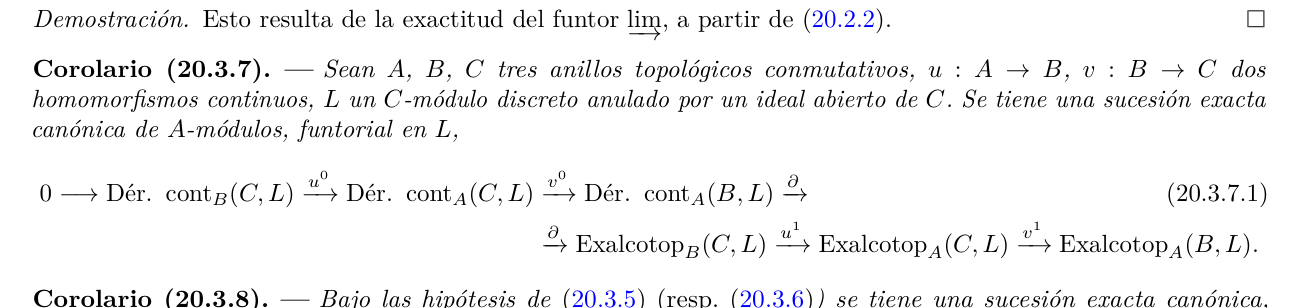 Demostración. Esto resulta de la exactitud del funtor lim→, a partir de (20.2.2). □
Corolario (20.3.7). — Sean A, B, C tres anillos topológicos conmutativos, u : A → B, v : B → C dos
homomorfismos continuos, L un C-módulo discreto anulado por un ideal abierto de C. Se tiene una sucesión exacta
canónica de A-módulos, funtorial en L,
0 ⟶ Dér. cont_B(C, L) —u^0→ Dér. cont_A(C, L) —v^0→ Dér. cont_A(B, L) —∂→ (20.3.7.1)
—∂→ Exalcotop_B(C, L) —u^1→ Exalcotop_A(C, L) —v^1→ Exalcotop_A(B, L).
Corolario (20.3.8). — Bajo las hipótesis de (20.3.5) (resp. (20.3.6)) se tiene una sucesión exacta canónica,